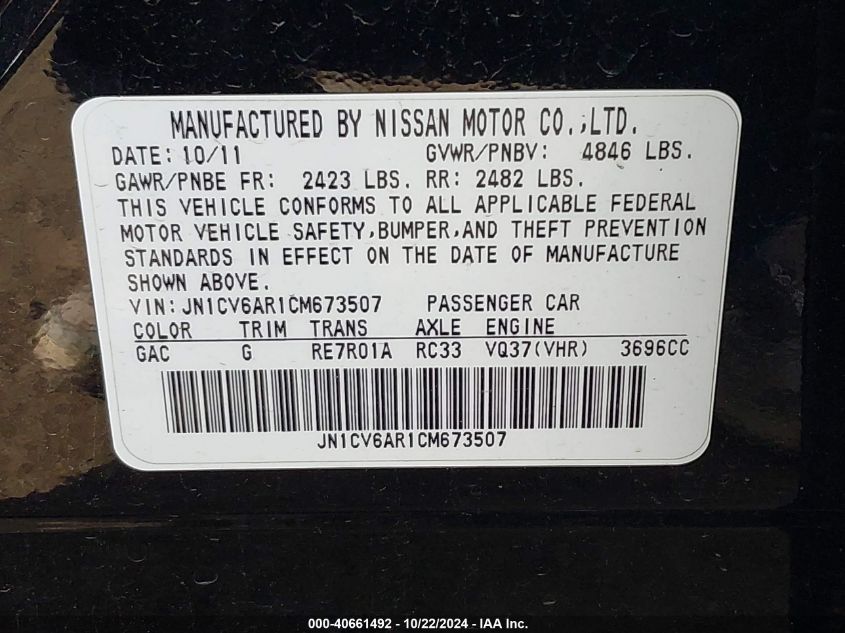 MANUFACTURED BY NISSAN MOTOR CO.,LTD.
DATE: 10/11 GVWR/PNBV: 4846 LBS.
GAWR/PNBE FR: 2423 LBS. RR: 2482 LBS.
THIS VEHICLE CONFORMS TO ALL APPLICABLE FEDERAL
MOTOR VEHICLE SAFETY,BUMPER,AND THEFT PREVENTION
STANDARDS IN EFFECT ON THE DATE OF MANUFACTURE
SHOWN ABOVE.
VIN:JN1CV6AR1CM673507 PASSENGER CAR
COLOR TRIM TRANS AXLE ENGINE
GAC G RE7R01A RC33 VQ37(VHR) 3696CC
JN1CV6AR1CM673507
000-40661492 - 10/22/2024 - IAA Inc.